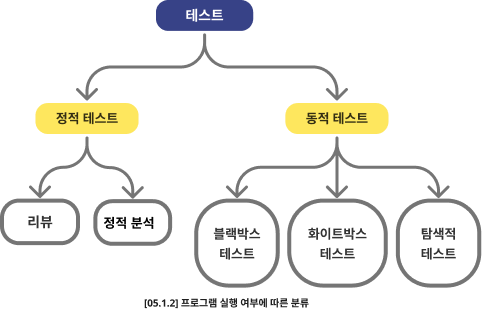 테스트
정적 테스트
동적 테스트
리뷰
정적 분석
블랙박스
테스트
화이트박스
테스트
탐색적
테스트
[05.1.2] 프로그램 실행 여부에 따른 분류